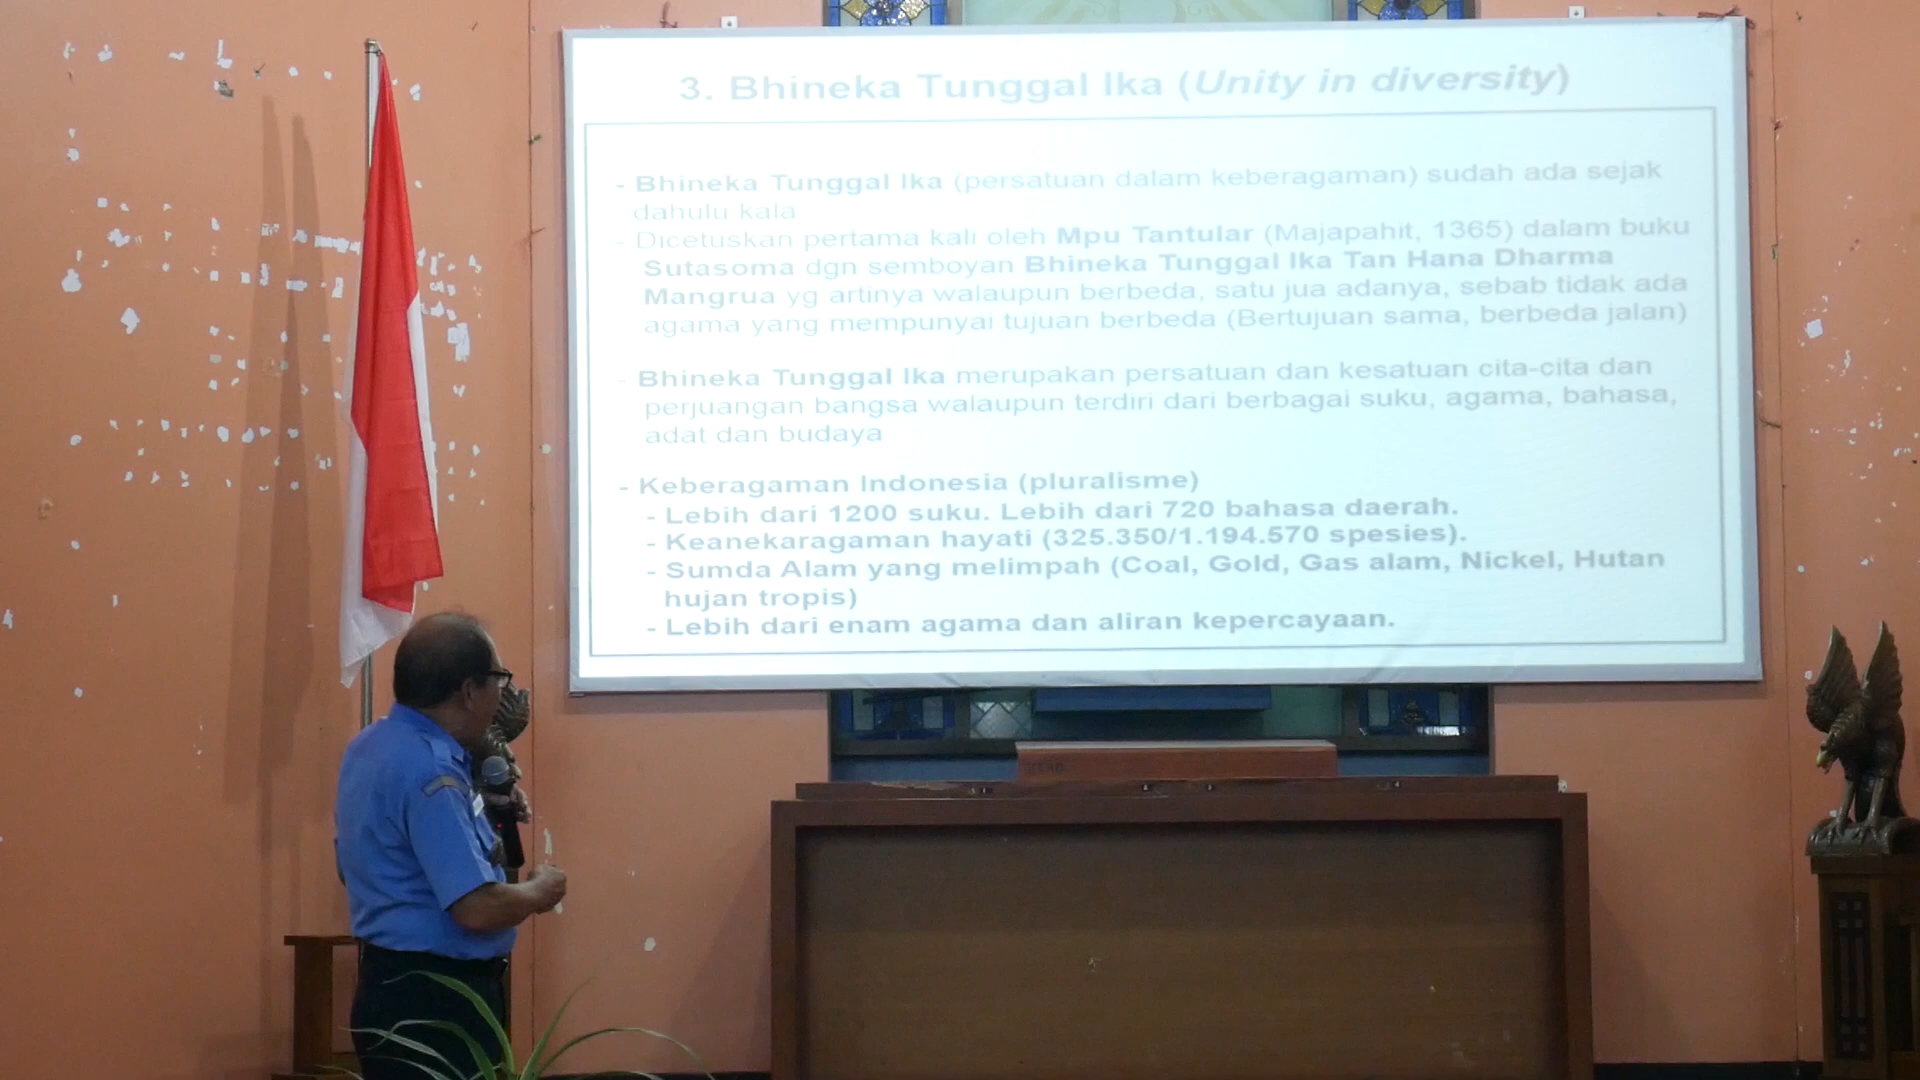 3. Bhineka Tunggal Ika (Unity in diversity)
- Bhineka Tunggal Ika (persatuan dalam keberagaman) sudah ada sejak
dahulu kala
- Dicetuskan pertama kali oleh Mpu Tantular (Majapahit, 1365) dalam buku
Sutasoma dgn semboyan Bhineka Tunggal Ika Tan Hana Dharma
Mangrua yg artinya walaupun berbeda, satu jua adanya, sebab tidak ada
agama yang mempunyai tujuan berbeda (Bertujuan sama, berbeda jalan)
- Bhineka Tunggal Ika merupakan persatuan dan kesatuan cita-cita dan
perjuangan bangsa walaupun terdiri dari berbagai suku, agama, bahasa,
adat dan budaya
- Keberagaman Indonesia (pluralisme)
- Lebih dari 1200 suku. Lebih dari 720 bahasa daerah.
- Keanekaragaman hayati (325.350/1.194.570 spesies).
- Sumda Alam yang melimpah (Coal, Gold, Gas alam, Nickel, Hutan
hujan tropis)
- Lebih dari enam agama dan aliran kepercayaan.